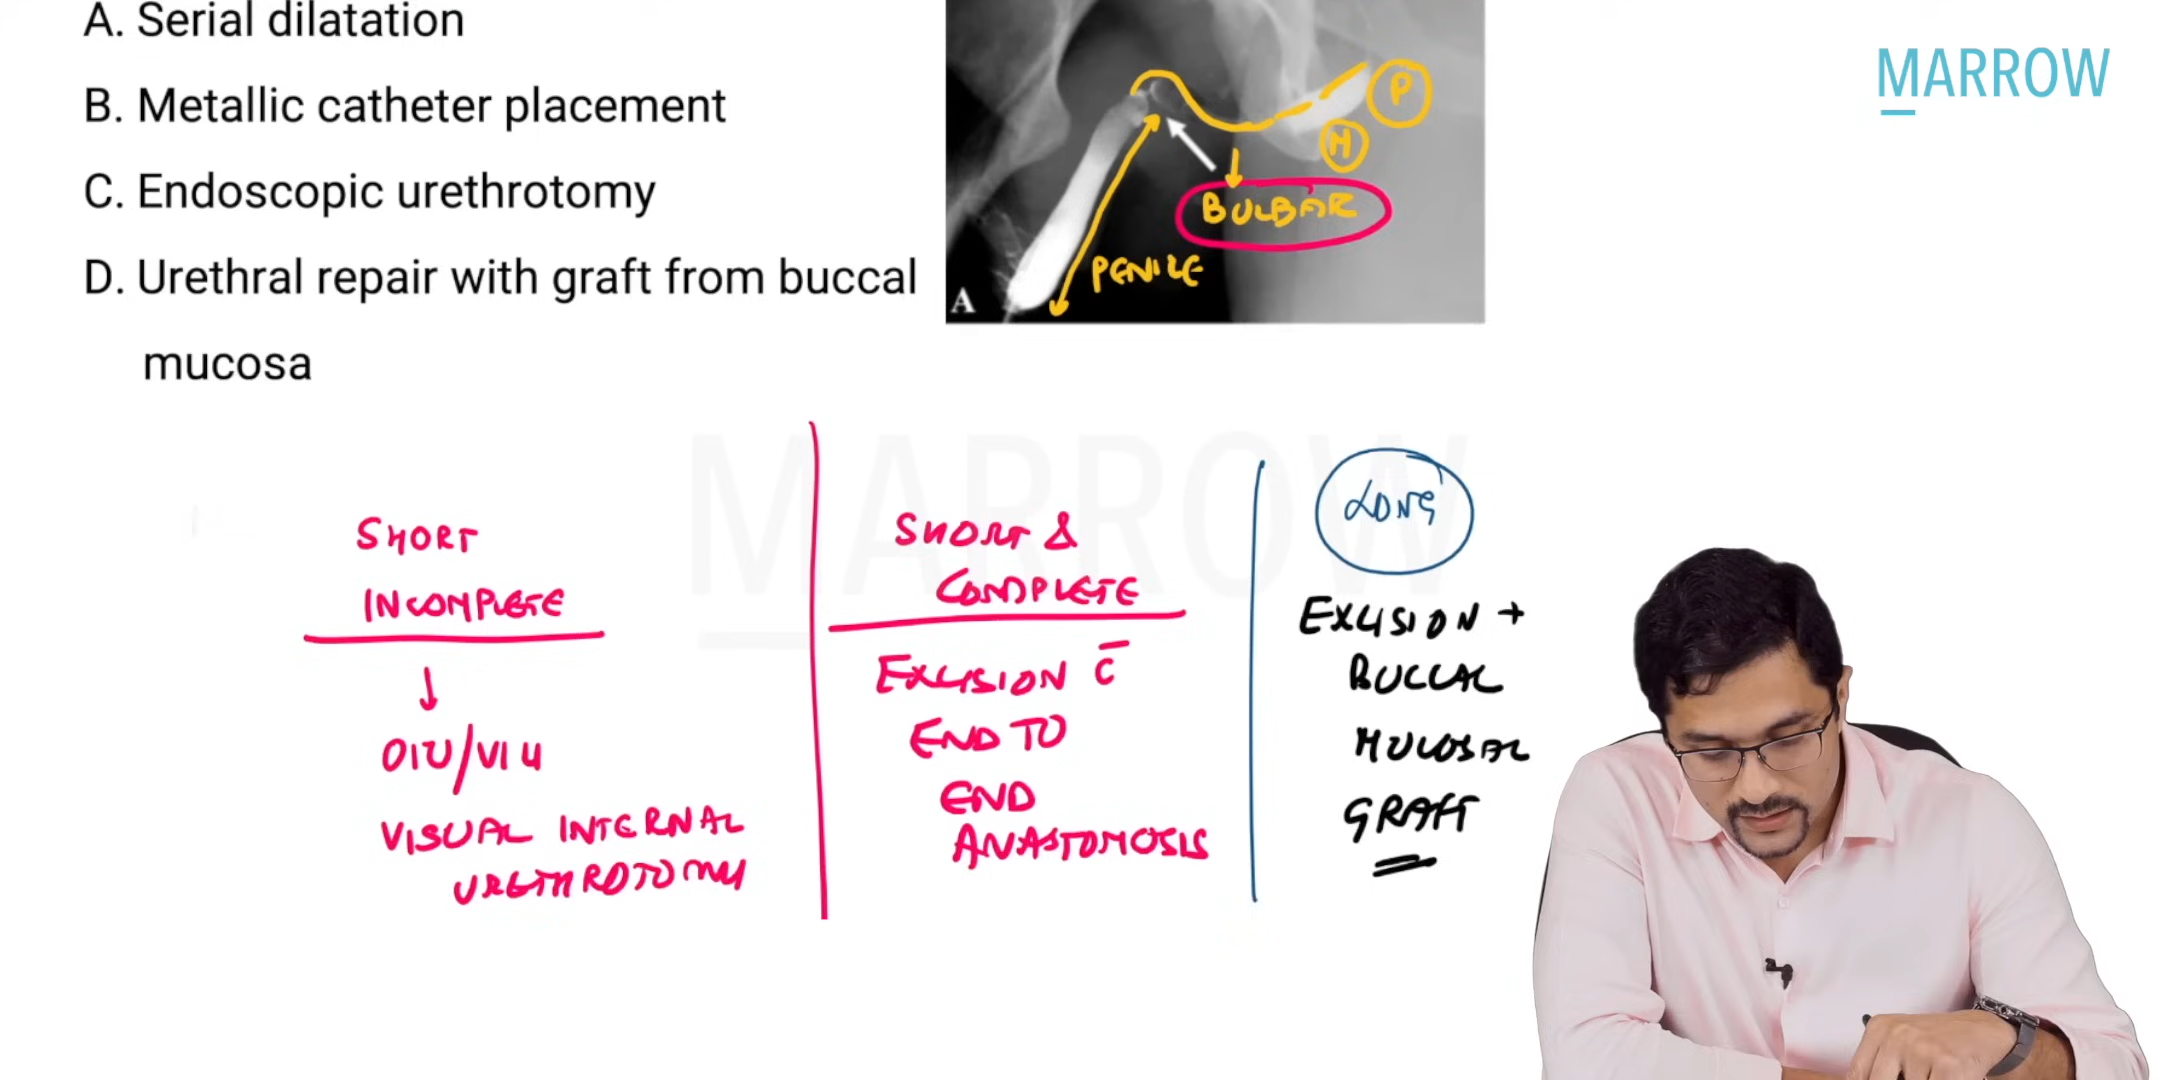 A. Serial dilatation
B. Metallic catheter placement
C. Endoscopic urethrotomy
D. Urethral repair with graft from buccal
mucosa
MARROW
P
M
BULBAR
PENILE
A
MARROW
SHORT
INCOMPLETE
OIU/VIU
VISUAL INTERNAL
URETHROTOMY
SHORT &
COMPLETE
EXCISION C̄
END TO
END
ANASTOMOSIS
LONG
EXCISION +
BUCCAL
MUCOSAL
GRAFT